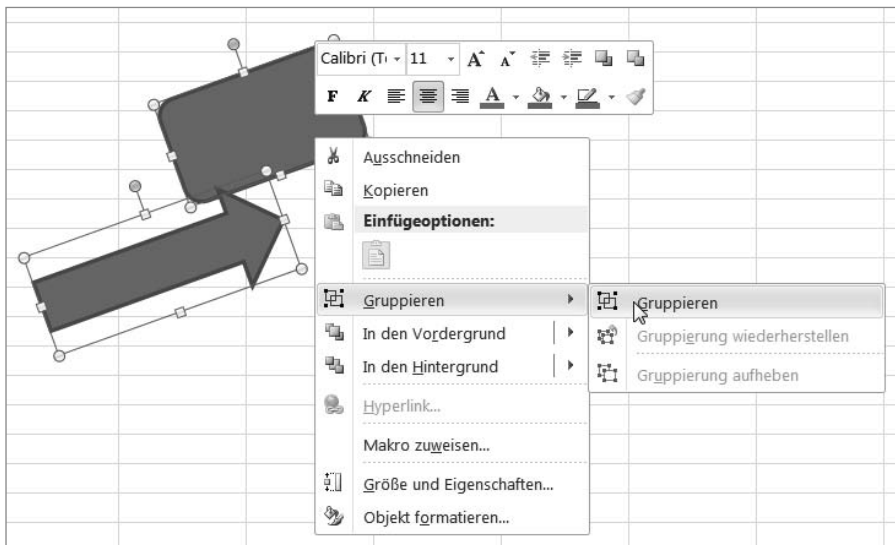 Calibri (T 11 A A
F K A
Ausschneiden
Kopieren
Einfügeoptionen:
Gruppieren
In den Vordergrund
In den Hintergrund
Hyperlink...
Makro zuweisen...
Größe und Eigenschaften...
Objekt formatieren...
Gruppieren
Gruppierung wiederherstellen
Gruppierung aufheben